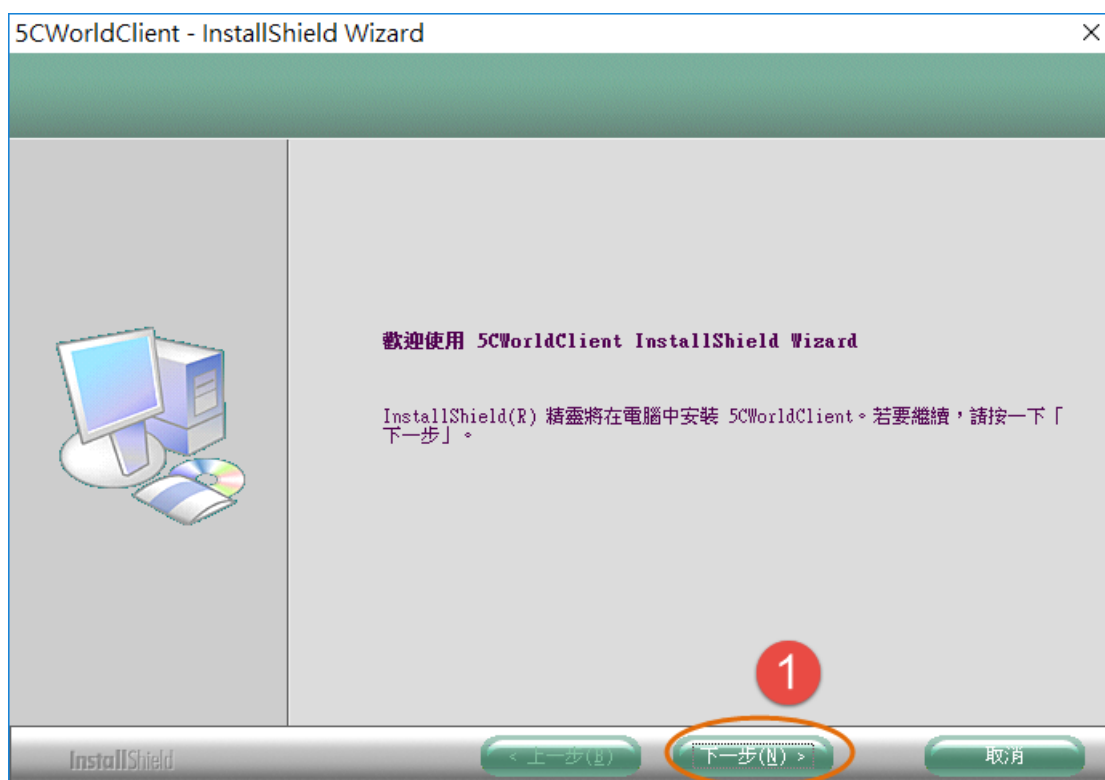 5CWorldClient - InstallShield Wizard
歡迎使用 5CWorldClient InstallShield Wizard
InstallShield(R) 精靈將在電腦中安裝 5CWorldClient。若要繼續，請按一下「
下一步」。
1
InstallShield
< 上一步(B)
下一步(N) >
取消